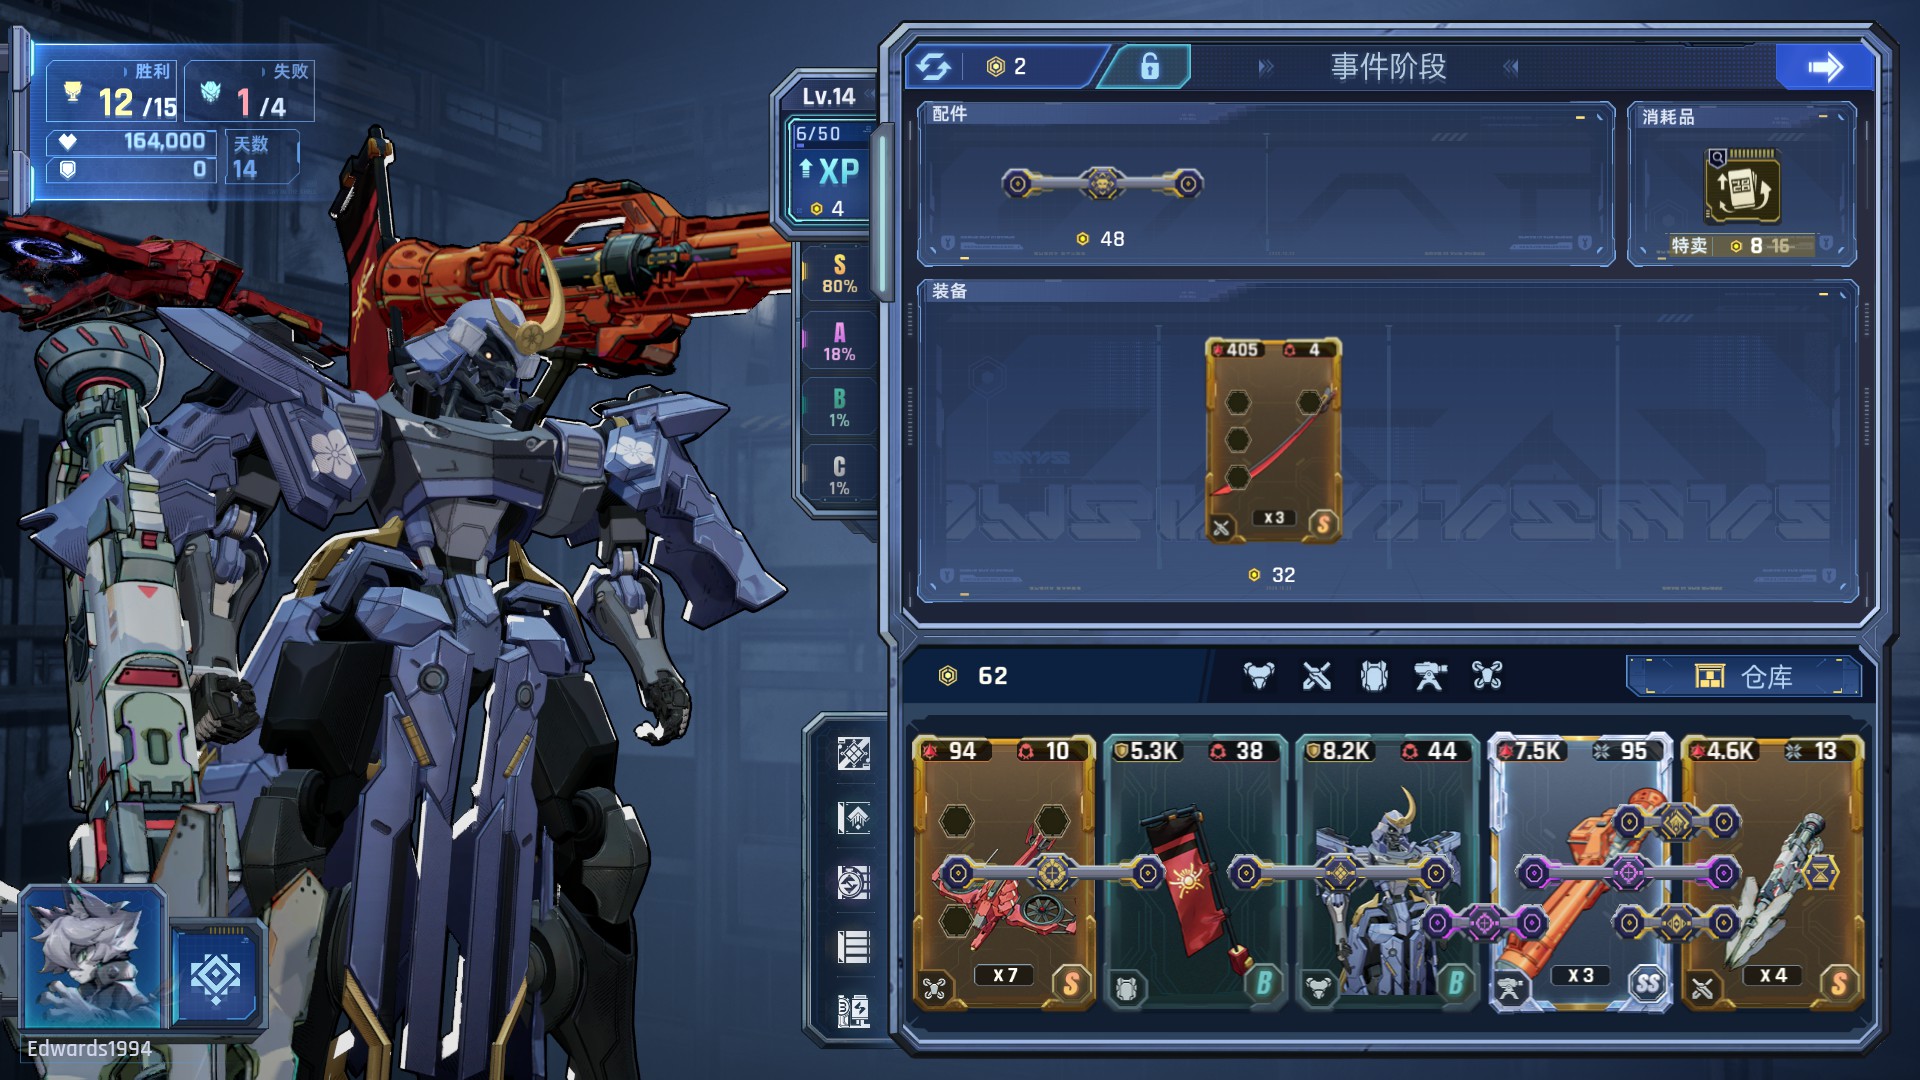 胜利
12 /15
失败
1 /4
164,000
0
天数
14
Lv.14
6/50
XP
4
S
80%
A
18%
B
1%
C
1%
2
事件阶段
配件
48
消耗品
特卖 8 16
装备
405 4
x3
S
32
62
仓库
94 10
x7
S
5.3K 38
B
8.2K 44
B
7.5K 95
x3
SS
4.6K 13
x4
S
Edwards1994